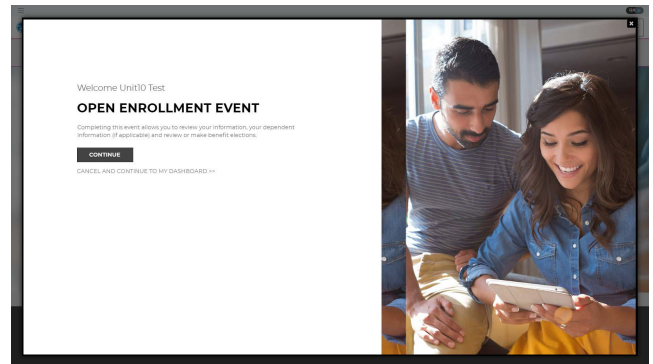 Welcome Unit10 Test
OPEN ENROLLMENT EVENT
Completing this event allows you to review your information, your dependent
information (if applicable) and review or make benefit elections.
CONTINUE
CANCEL AND CONTINUE TO MY DASHBOARD >>